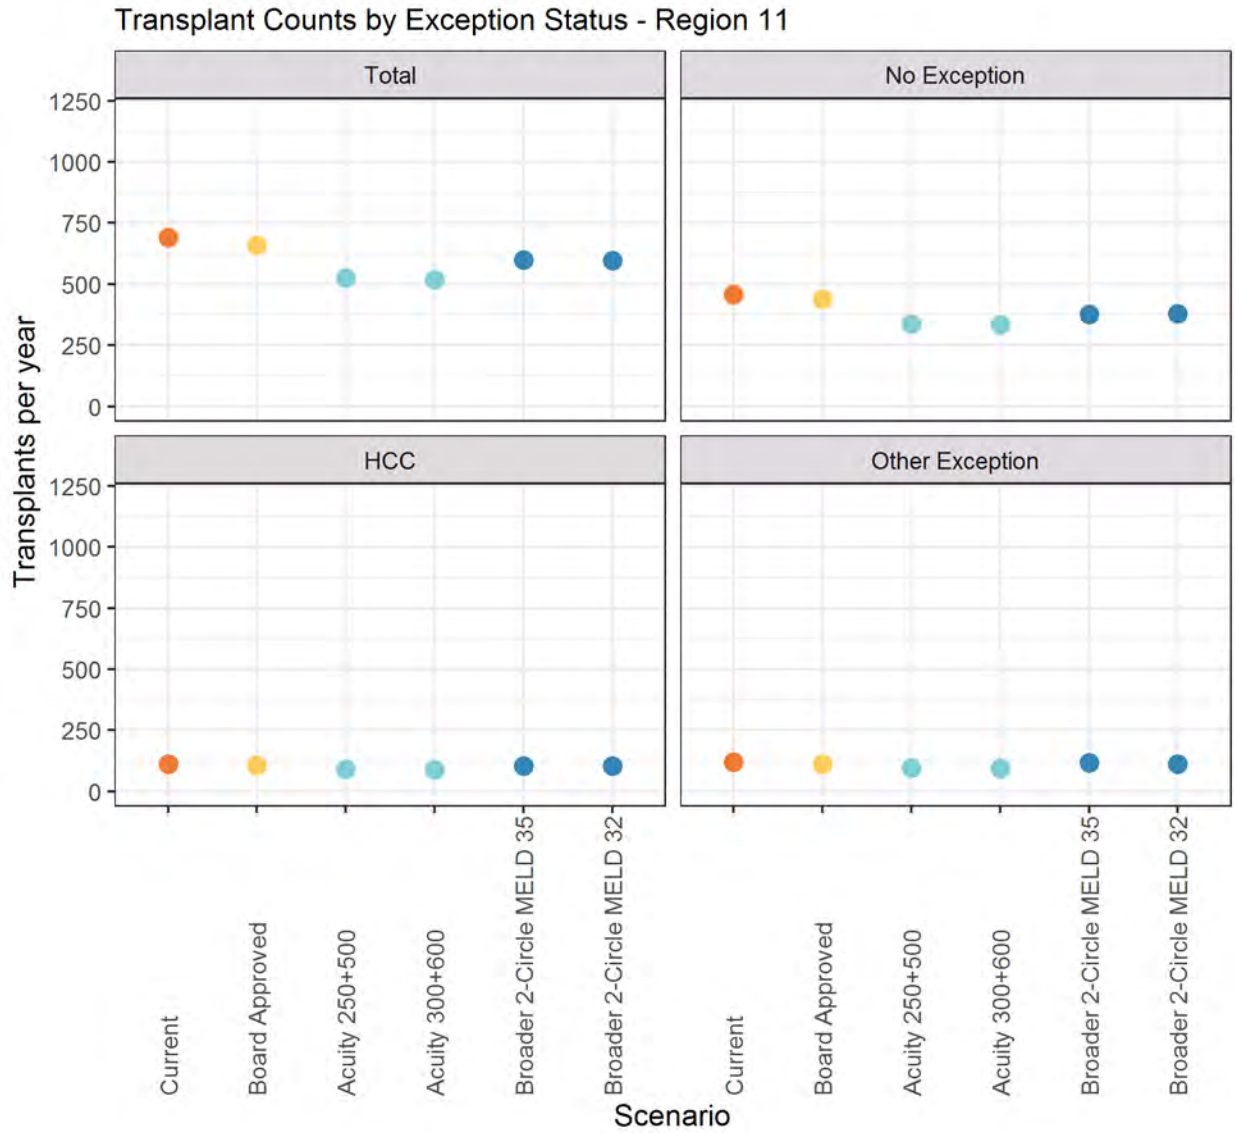 Transplant Counts by Exception Status - Region 11
Total
No Exception
1250
1000
750
500
250
0
HCC
Other Exception
1250
1000
750
500
250
0
Transplants per year
Current
Board Approved
Acuity 250+500
Acuity 300+600
Broader 2-Circle MELD 35
Broader 2-Circle MELD 32
Current
Board Approved
Acuity 250+500
Acuity 300+600
Broader 2-Circle MELD 35
Broader 2-Circle MELD 32
Scenario